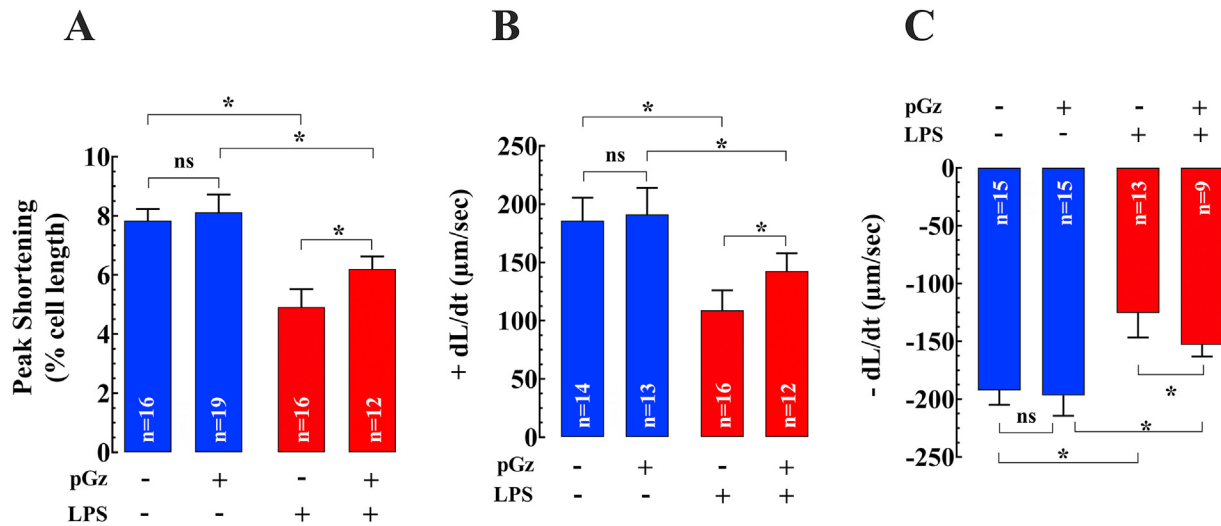 A
B
C
Peak Shortening
(% cell length)
10
8
6
4
2
0
*
*
ns
*
n=16
n=19
n=16
n=12
pGz - + - +
LPS - - + +
+ dL/dt (µm/sec)
250
200
150
100
50
0
*
*
ns
*
n=14
n=13
n=16
n=12
pGz - + - +
LPS - - + +
pGz - + - +
LPS - - + +
- dL/dt (µm/sec)
0
-50
-100
-150
-200
-250
n=15
n=15
n=13
n=9
*
ns
*
*